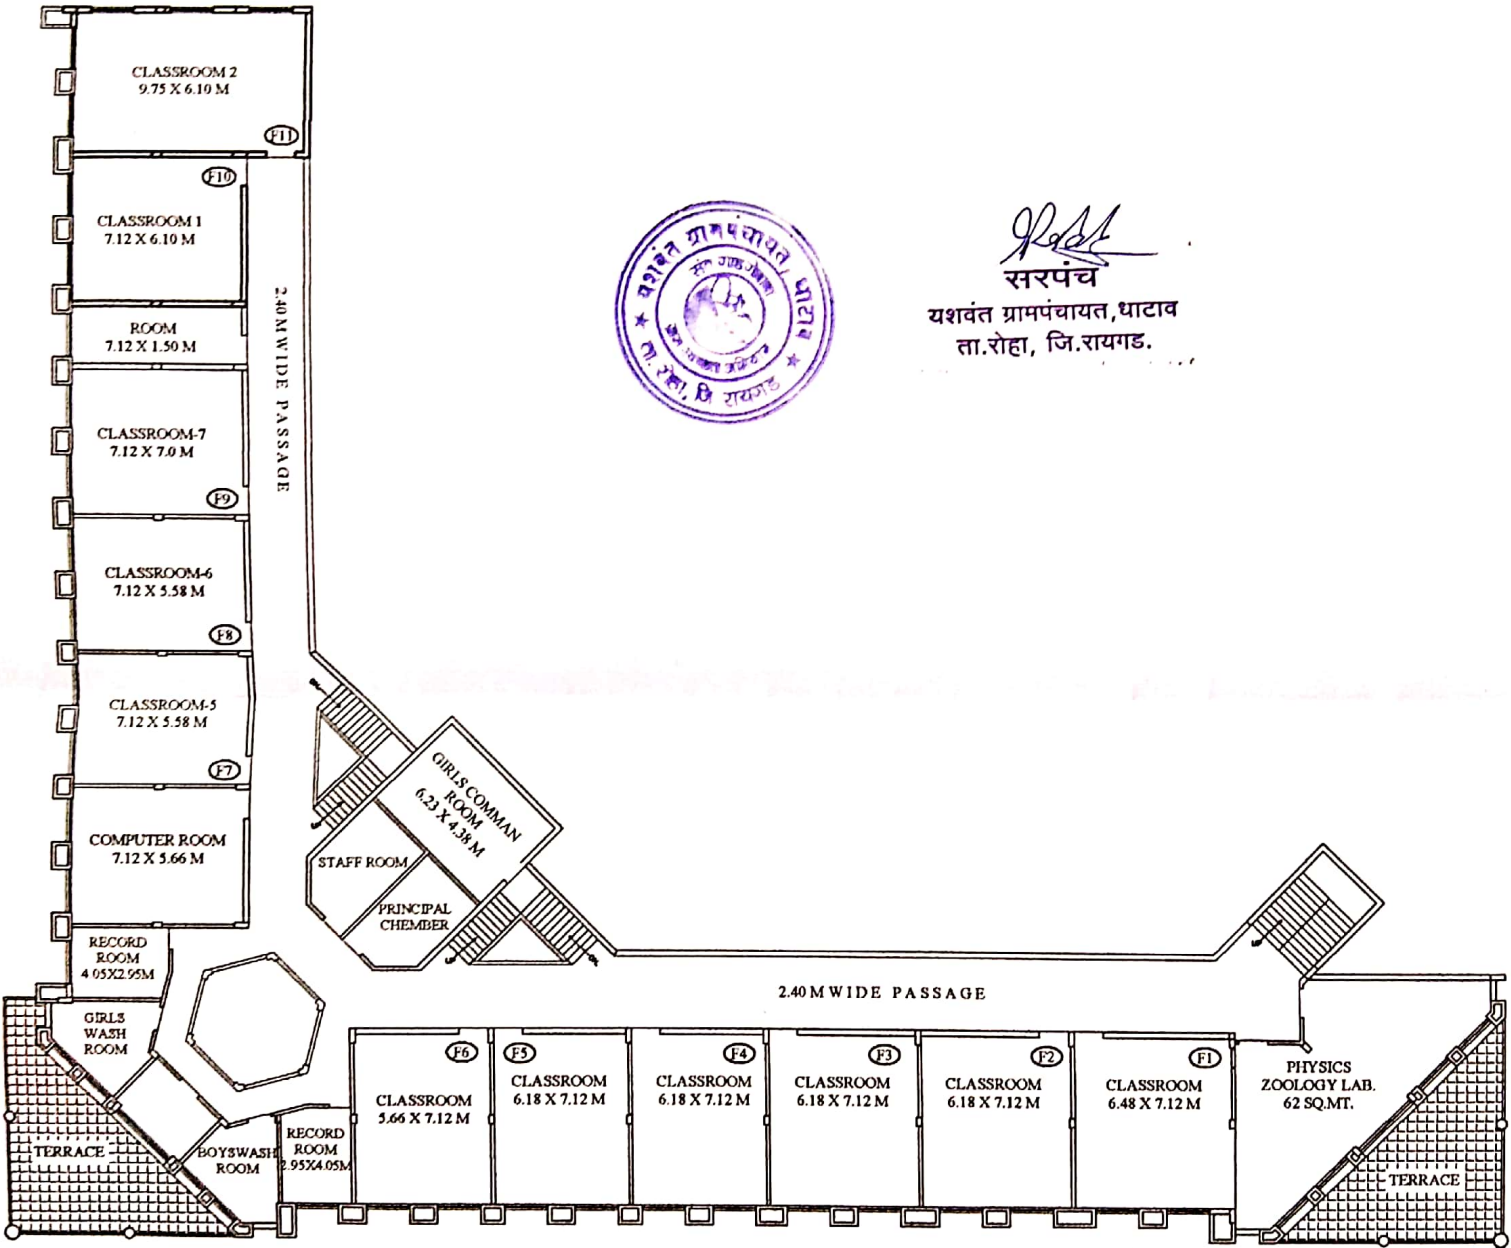 CLASSROOM 2
9.75 X 6.10 M
F11
F10
CLASSROOM 1
7.12 X 6.10 M
ROOM
7.12 X 1.50 M
2.40MWIDE PASSAGE
CLASSROOM-7
7.12 X 7.0 M
F9
CLASSROOM-6
7.12 X 5.58 M
F8
CLASSROOM-5
7.12 X 5.58 M
F7
COMPUTER ROOM
7.12 X 5.66 M
RECORD
ROOM
4.05X2.95M
GIRLS
WASH
ROOM
TERRACE
BOYSWASH
ROOM
RECORD
ROOM
2.95X4.05M
यशवंत ग्रामपंचायत, धाटाव
ता. रोहा, जि रायगड
सरपंच
यशवंत ग्रामपंचायत,धाटाव
ता.रोहा, जि.रायगड.
GIRLS COMMAN
ROOM
6.23 X 4.38 M
STAFF ROOM
PRINCIPAL
CHEMBER
2.40MWIDE PASSAGE
F6
CLASSROOM
5.66 X 7.12 M
F5
CLASSROOM
6.18 X 7.12 M
F4
CLASSROOM
6.18 X 7.12 M
F3
CLASSROOM
6.18 X 7.12 M
F2
CLASSROOM
6.18 X 7.12 M
F1
CLASSROOM
6.48 X 7.12 M
PHYSICS
ZOOLOGY LAB.
62 SQ.MT.
TERRACE